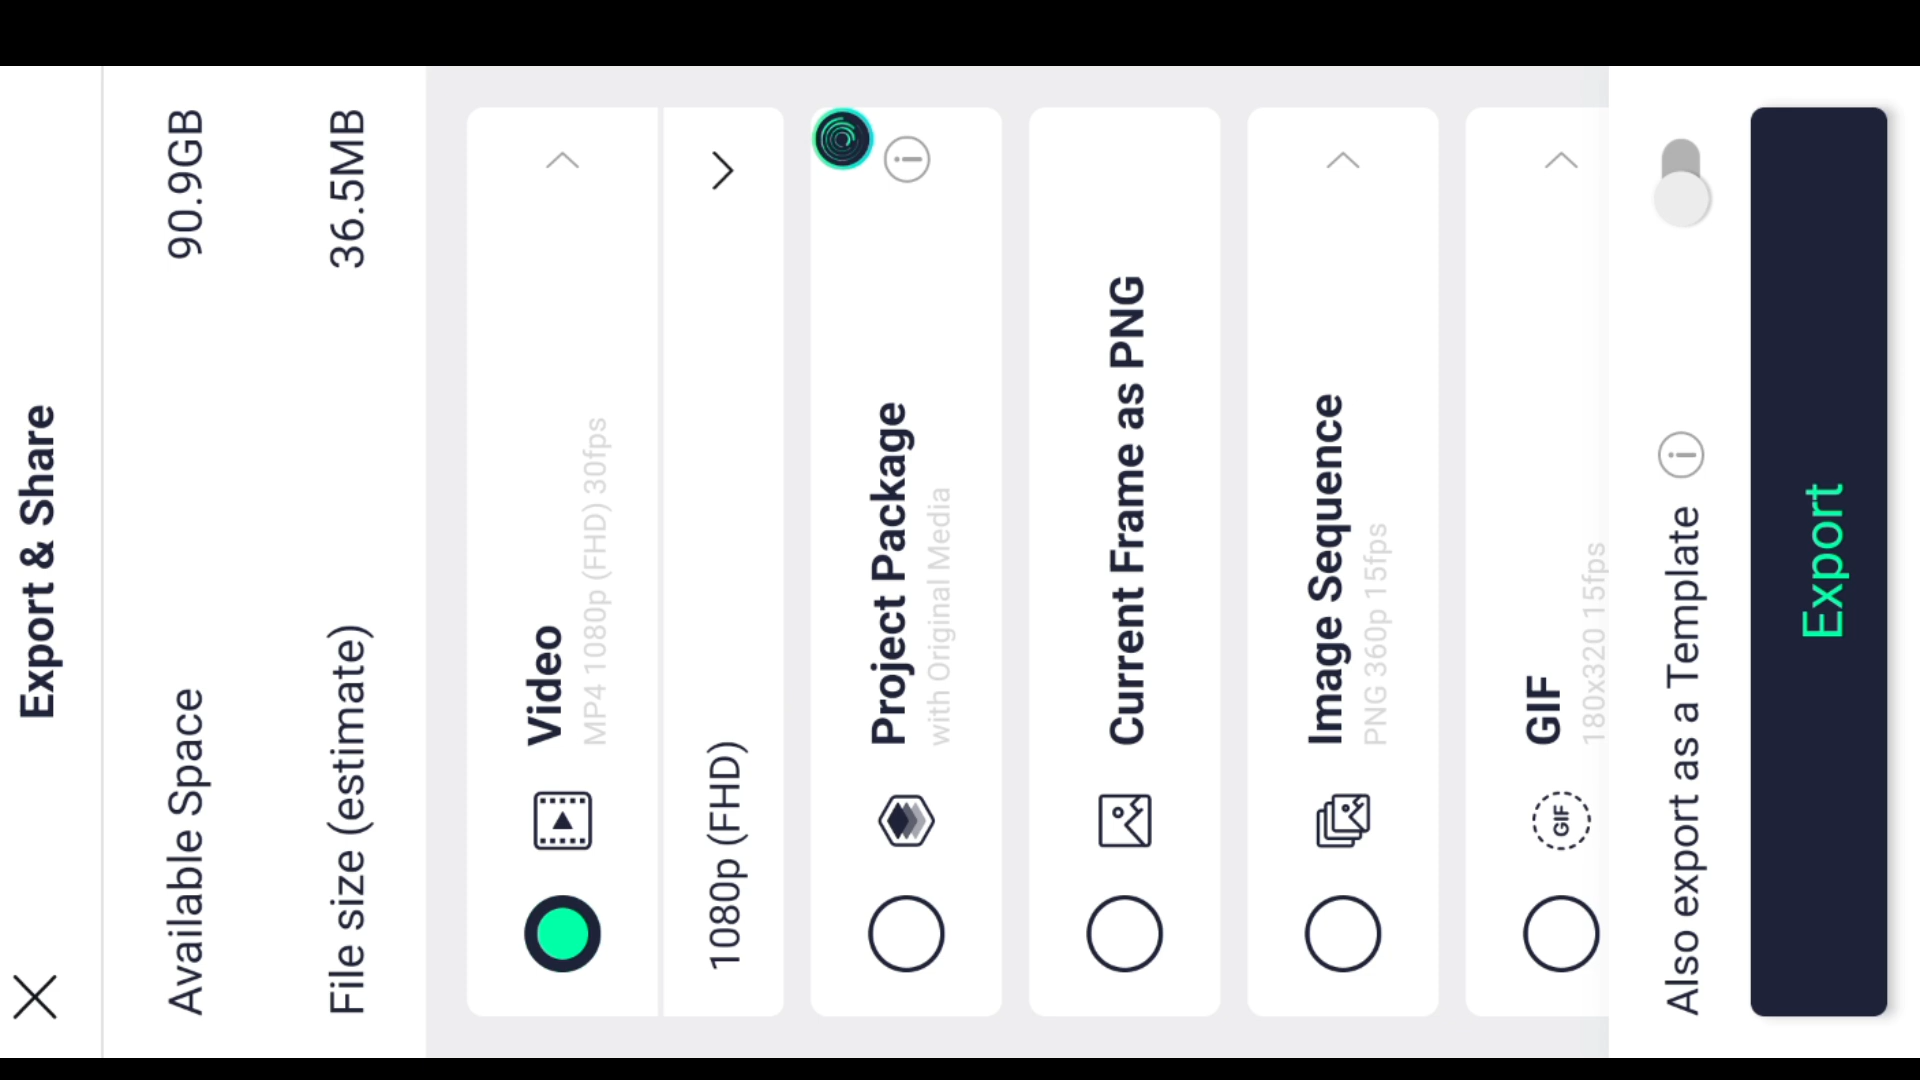 Export & Share
Available Space 90.9GB
File size (estimate) 36.5MB
Video
MP4 1080p (FHD) 30fps
1080p (FHD)
Project Package
with Original Media
Current Frame as PNG
Image Sequence
PNG 360p 15fps
GIF
GIF
180x320 15fps
Also export as a Template
Export